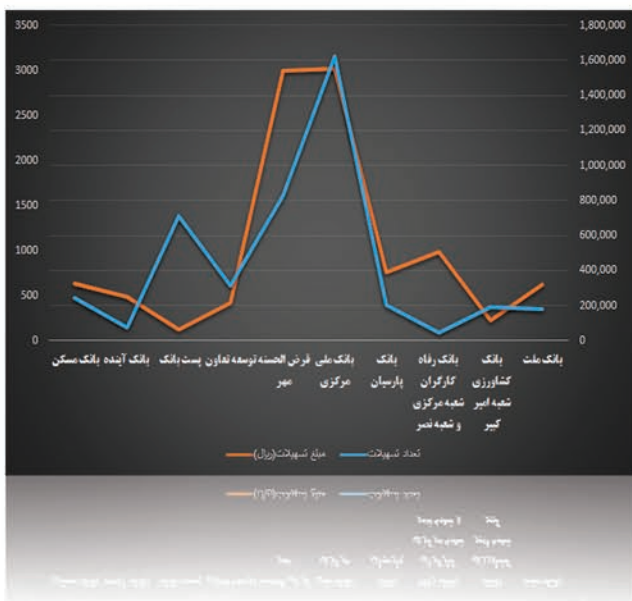 3500
3000
2500
2000
1500
1000
500
0
1,800,000
1,600,000
1,400,000
1,200,000
1,000,000
800,000
600,000
400,000
200,000
0
بانک مسکن
بانک آینده
پست بانک
توسعه تعاون
قرض الحسنه
مهر
بانک ملی
مرکزی
بانک
پارسیان
بانک رفاه
کارگران
شعبه مرکزی
و شعبه نصر
بانک
کشاورزی
شعبه امیر
کبیر
بانک ملت
مبلغ تسهیلات(ریال)
تعداد تسهیلات